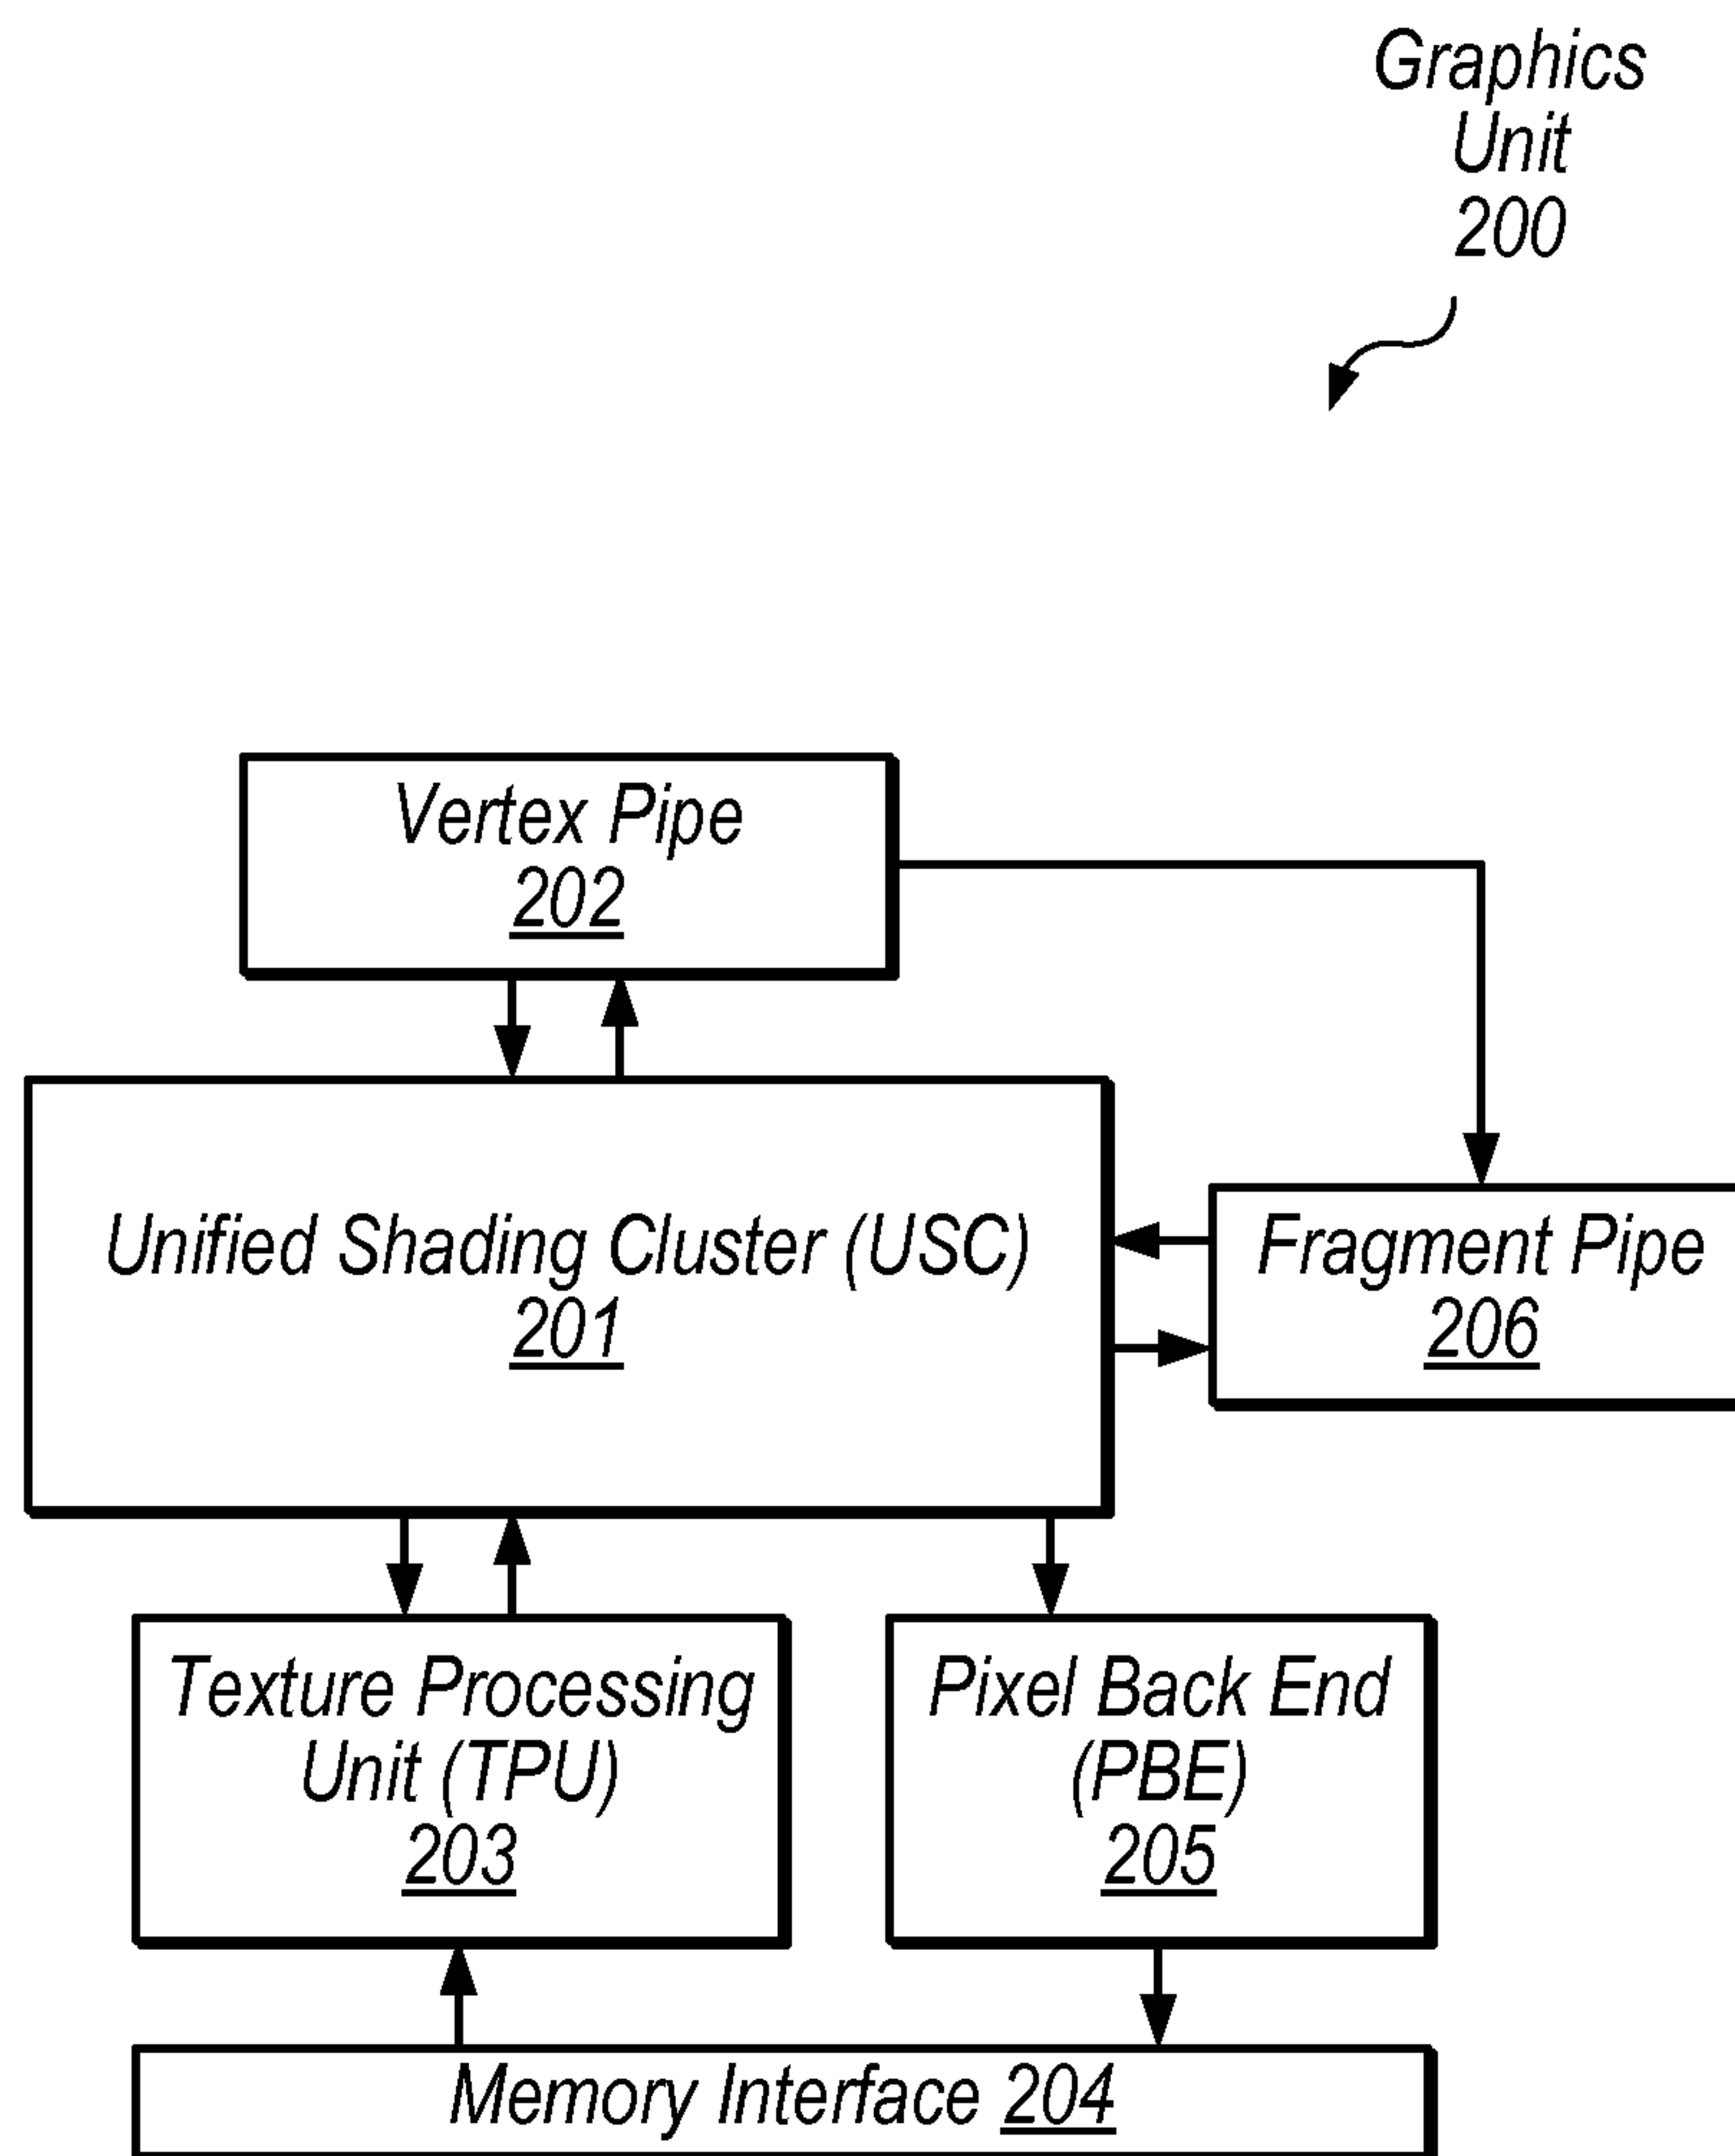 Graphics
Unit
200
Vertex Pipe
202
Unified Shading Cluster (USC)
201
Fragment Pipe
206
Texture Processing
Unit (TPU)
203
Pixel Back End
(PBE)
205
Memory Interface 204